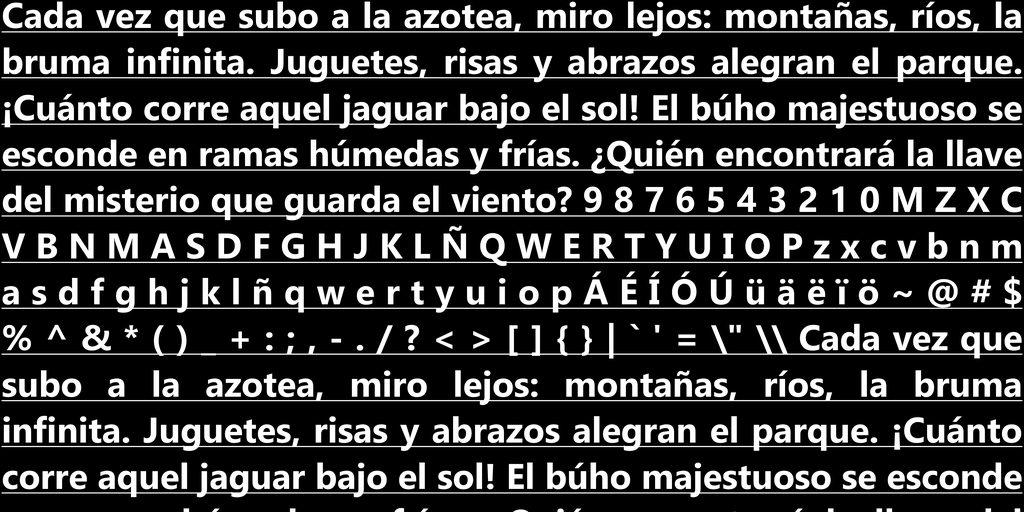 Cada vez que subo a la azotea, miro lejos: montañas, ríos, la
bruma infinita. Juguetes, risas y abrazos alegran el parque.
¡Cuánto corre aquel jaguar bajo el sol! El búho majestuoso se
esconde en ramas húmedas y frías. ¿Quién encontrará la llave
del misterio que guarda el viento? 9 8 7 6 5 4 3 2 1 0 M Z X C
V B N M A S D F G H J K L Ñ Q W E R T Y U I O P z x c v b n m
a s d f g h j k l ñ q w e r t y u i o p Á É Í Ó Ú ü ä ë ï ö ~ @ # $
% ^ & * ( ) _ + : ; , - . / ? < > [ ] { } | ` ' = \" \\ Cada vez que
subo a la azotea, miro lejos: montañas, ríos, la bruma
infinita. Juguetes, risas y abrazos alegran el parque. ¡Cuánto
corre aquel jaguar bajo el sol! El búho majestuoso se esconde